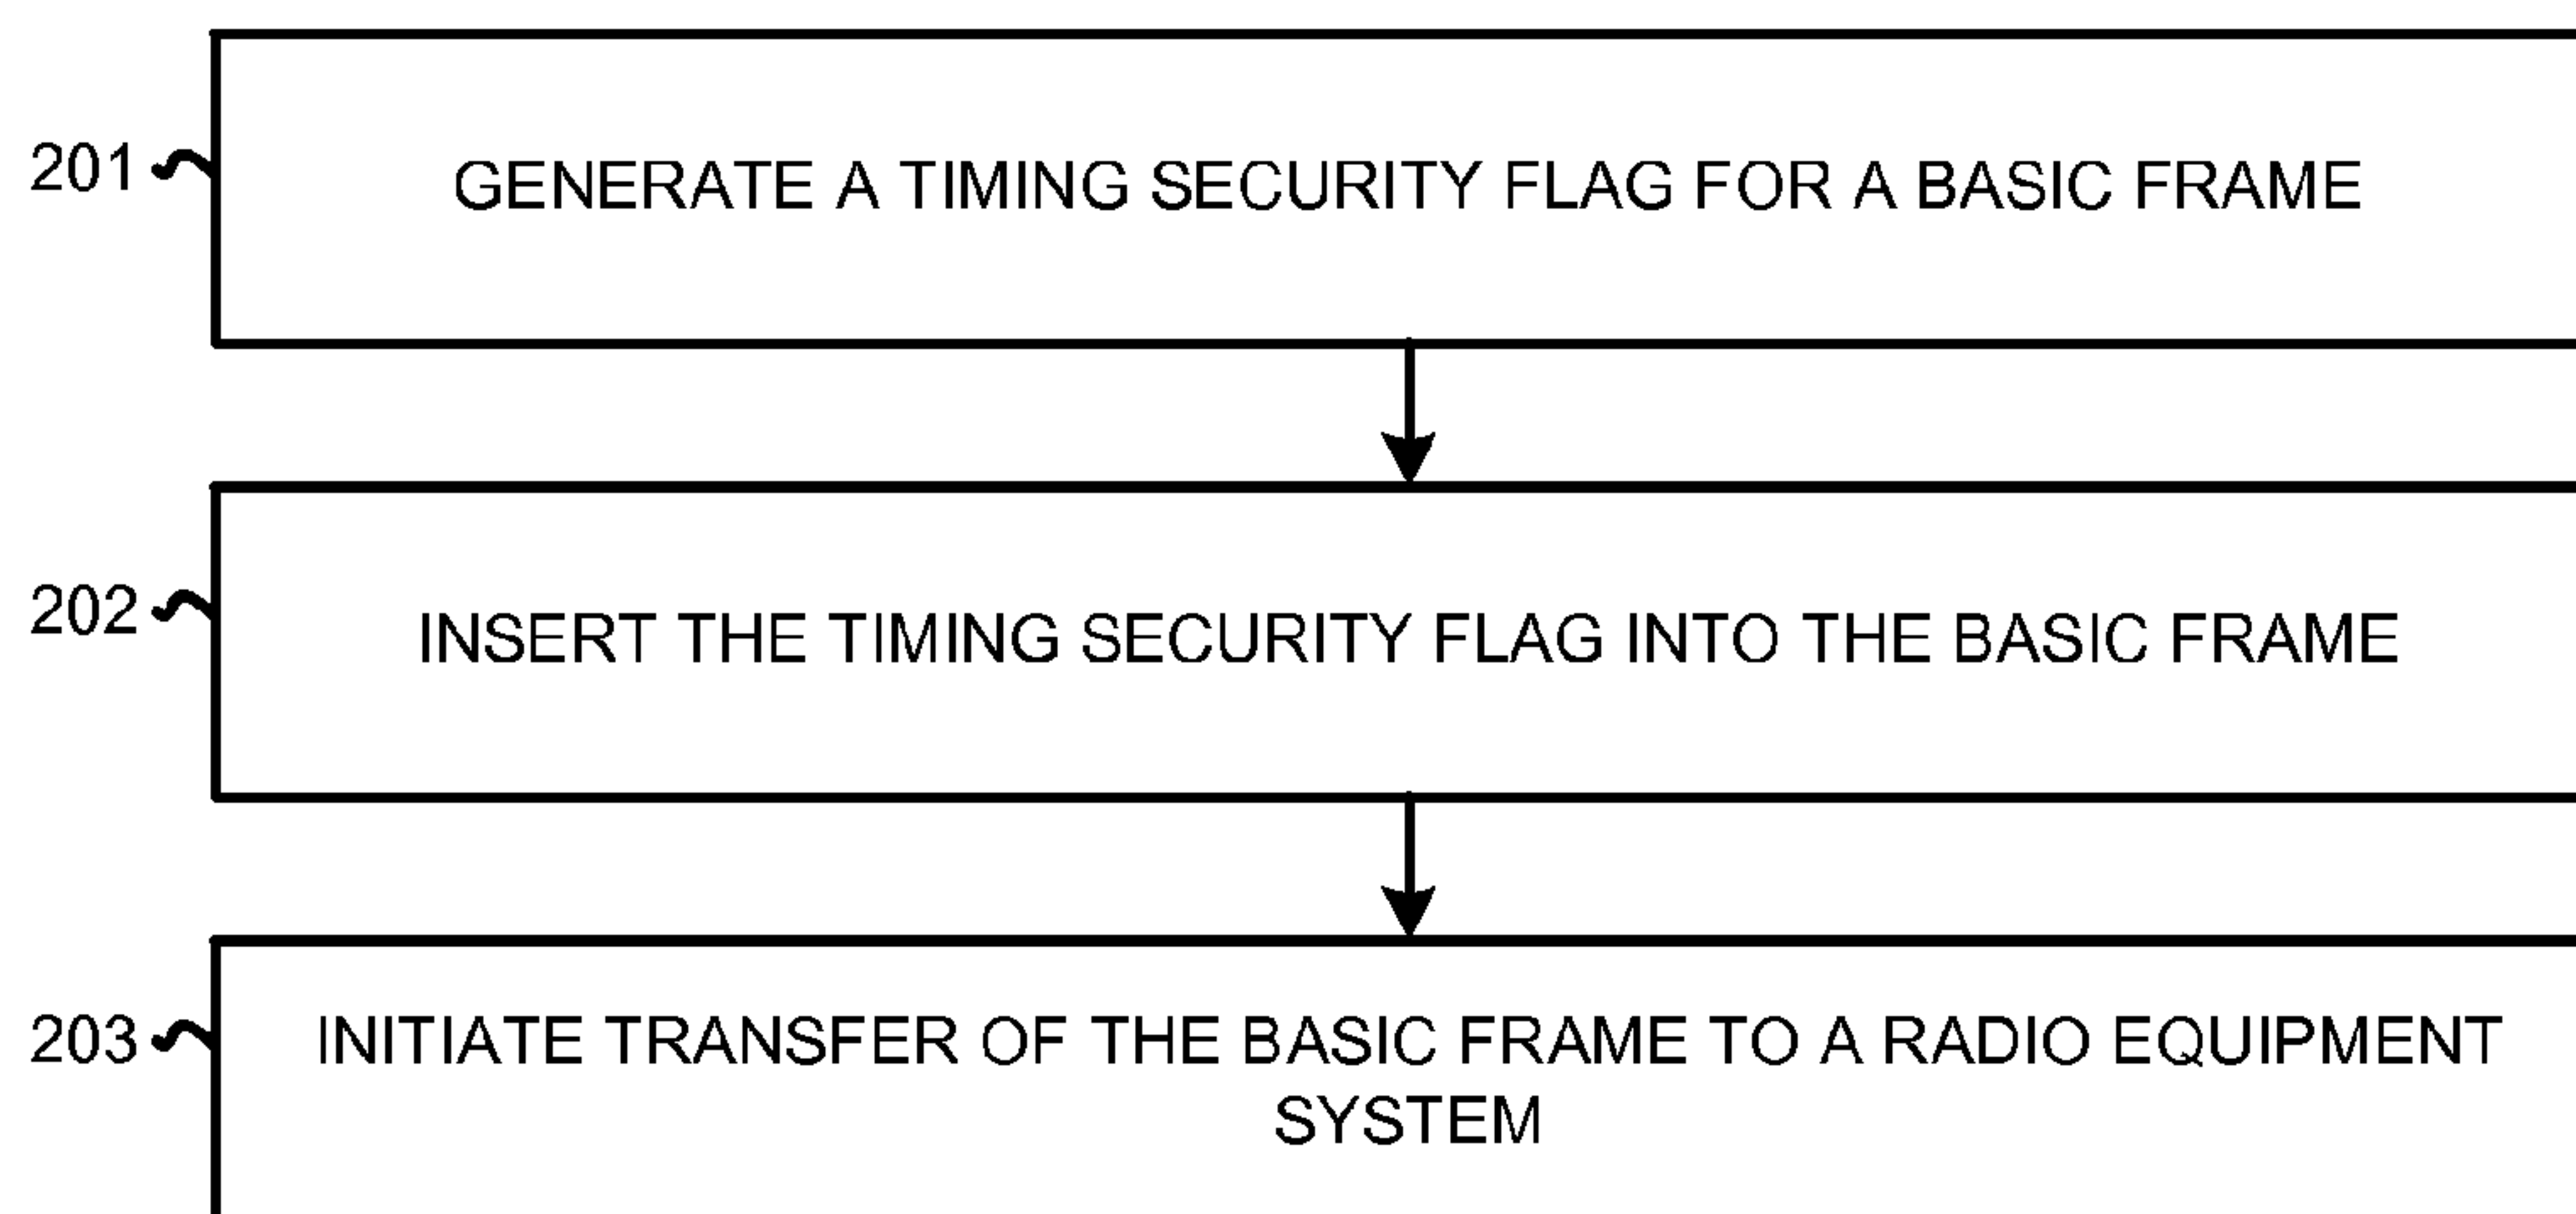 201
GENERATE A TIMING SECURITY FLAG FOR A BASIC FRAME
202
INSERT THE TIMING SECURITY FLAG INTO THE BASIC FRAME
203
INITIATE TRANSFER OF THE BASIC FRAME TO A RADIO EQUIPMENT
SYSTEM